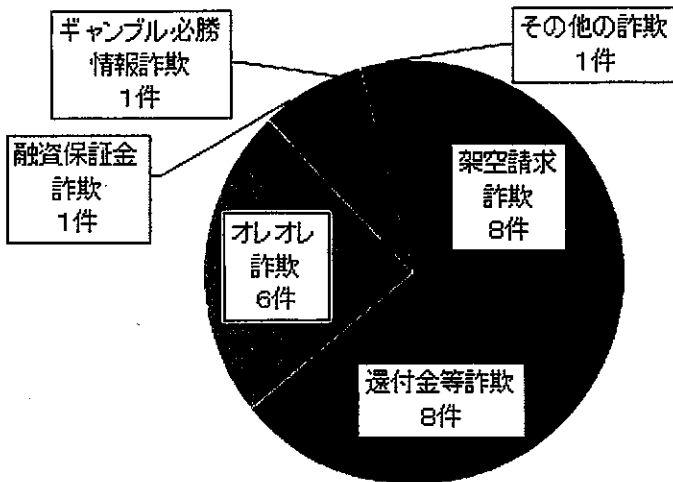 ギャンブル・必勝
情報詐欺
1件
その他の詐欺
1件
融資保証金
詐欺
1件
架空請求
詐欺
8件
オレオレ
詐欺
6件
還付金等詐欺
8件